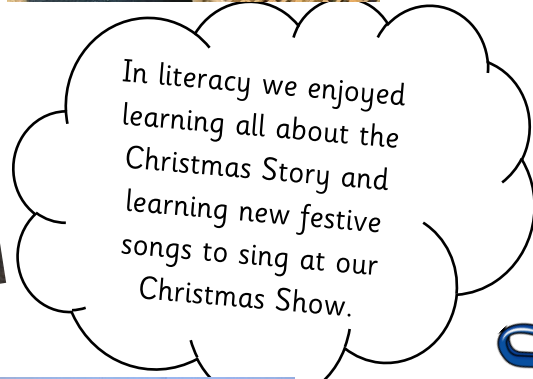 In literacy we enjoyed
learning all about the
Christmas Story and
learning new festive
songs to sing at our
Christmas Show.